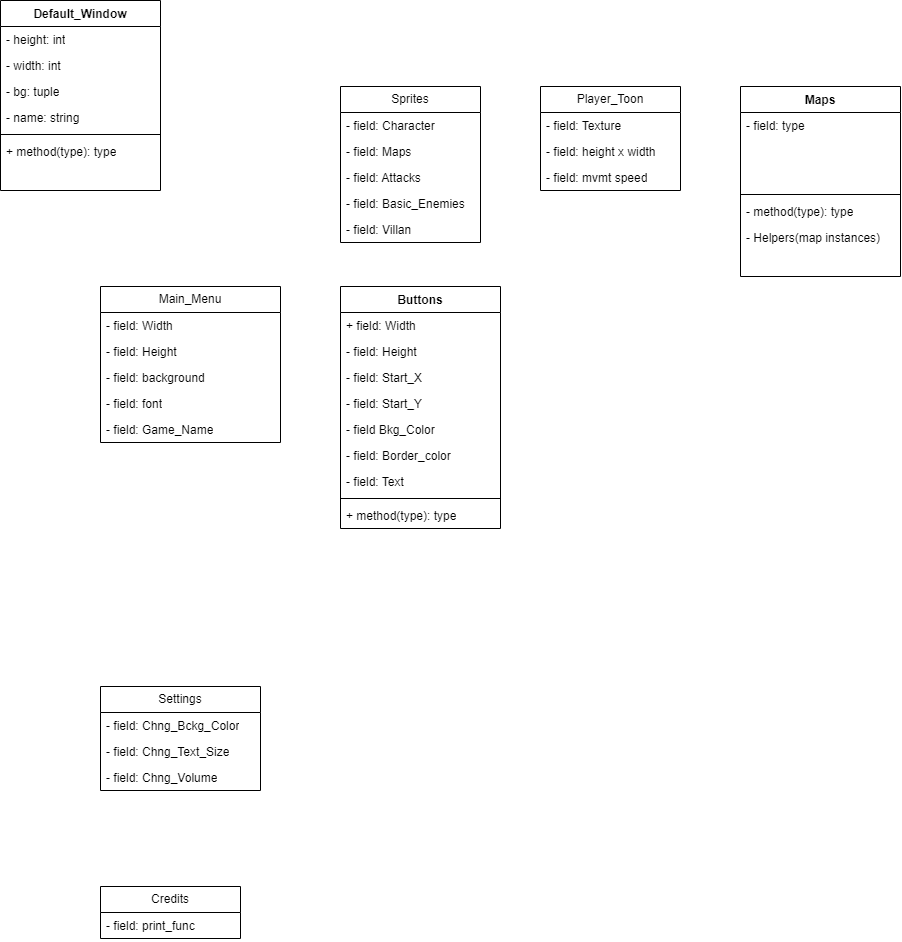 Default_Window
- height: int
- width: int
- bg: tuple
- name: string
+ method(type): type
Sprites
- field: Character
- field: Maps
- field: Attacks
- field: Basic_Enemies
- field: Villan
Player_Toon
- field: Texture
- field: height x width
- field: mvmt speed
Maps
- field: type
- method(type): type
- Helpers(map instances)
Main_Menu
- field: Width
- field: Height
- field: background
- field: font
- field: Game_Name
Buttons
+ field: Width
- field: Height
- field: Start_X
- field: Start_Y
- field Bkg_Color
- field: Border_color
- field: Text
+ method(type): type
Settings
- field: Chng_Bckg_Color
- field: Chng_Text_Size
- field: Chng_Volume
Credits
- field: print_func